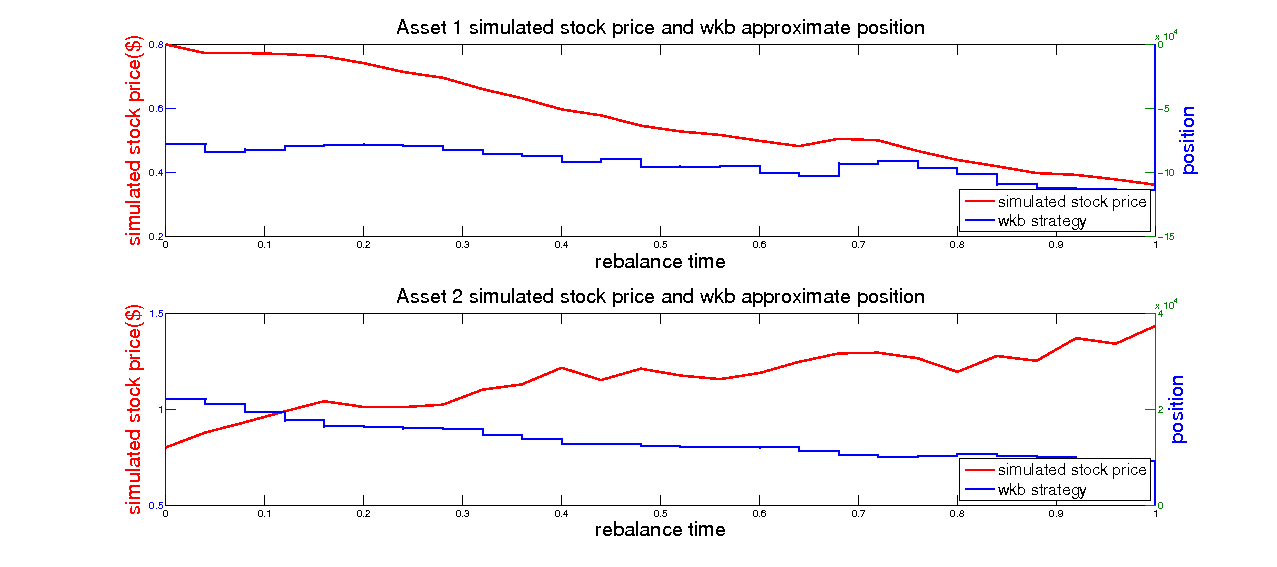 Asset 1 simulated stock price and wkb approximate position
x 10^4
simulated stock price($)
0.8
0.6
0.4
0.2
0
-5
-10
-15
position
simulated stock price
wkb strategy
0 0.1 0.2 0.3 0.4 0.5 0.6 0.7 0.8 0.9 1
rebalance time
Asset 2 simulated stock price and wkb approximate position
x 10^4
simulated stock price($)
1.5
1
0.5
4
2
0
position
simulated stock price
wkb strategy
0 0.1 0.2 0.3 0.4 0.5 0.6 0.7 0.8 0.9 1
rebalance time